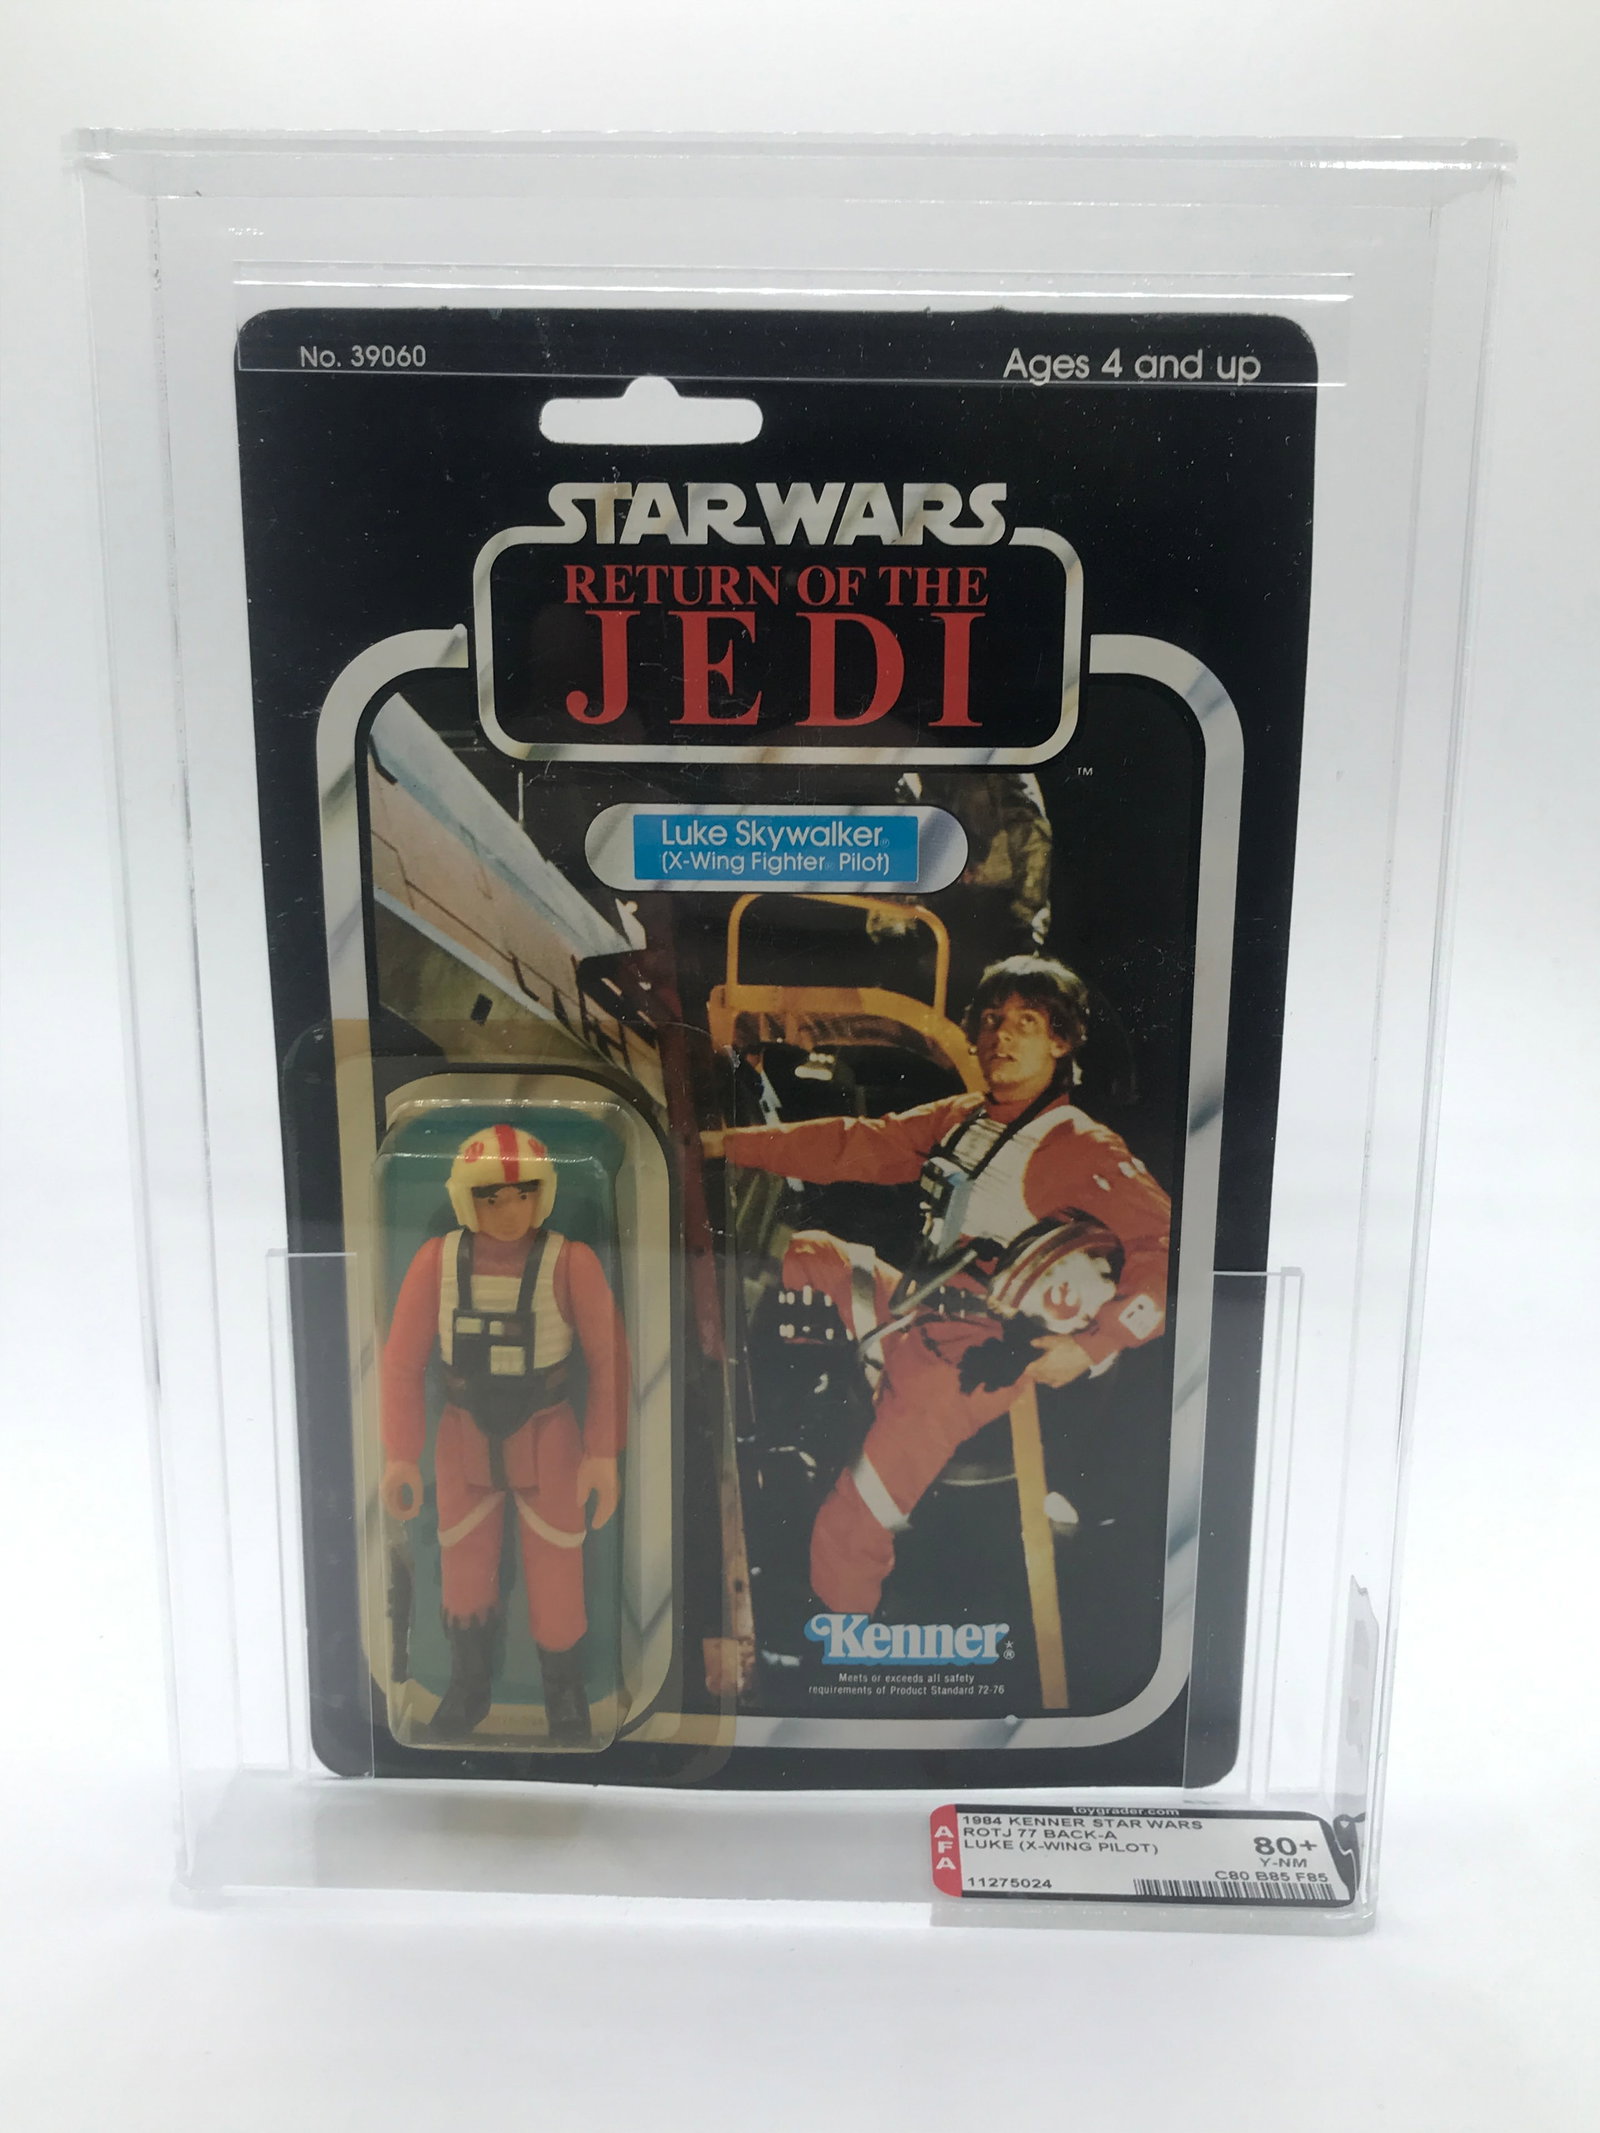 No. 39060
Ages 4 and up
STAR WARS
RETURN OF THE
JEDI
TM
Luke Skywalker®
(X-Wing Fighter® Pilot)
Kenner*®
Meets or exceeds all safety
requirements of Product Standard 72-76
toygrader.com
AFA
1984 KENNER STAR WARS
ROTJ 77 BACK-A
LUKE (X-WING PILOT)
80+
Y-NM
C80 B85 F85
11275024